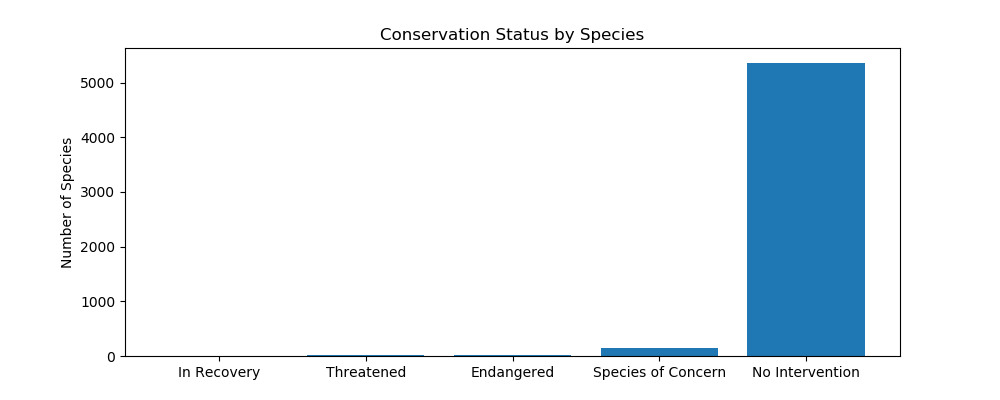 Conservation Status by Species
Number of Species
5000
4000
3000
2000
1000
0
In Recovery
Threatened
Endangered
Species of Concern
No Intervention